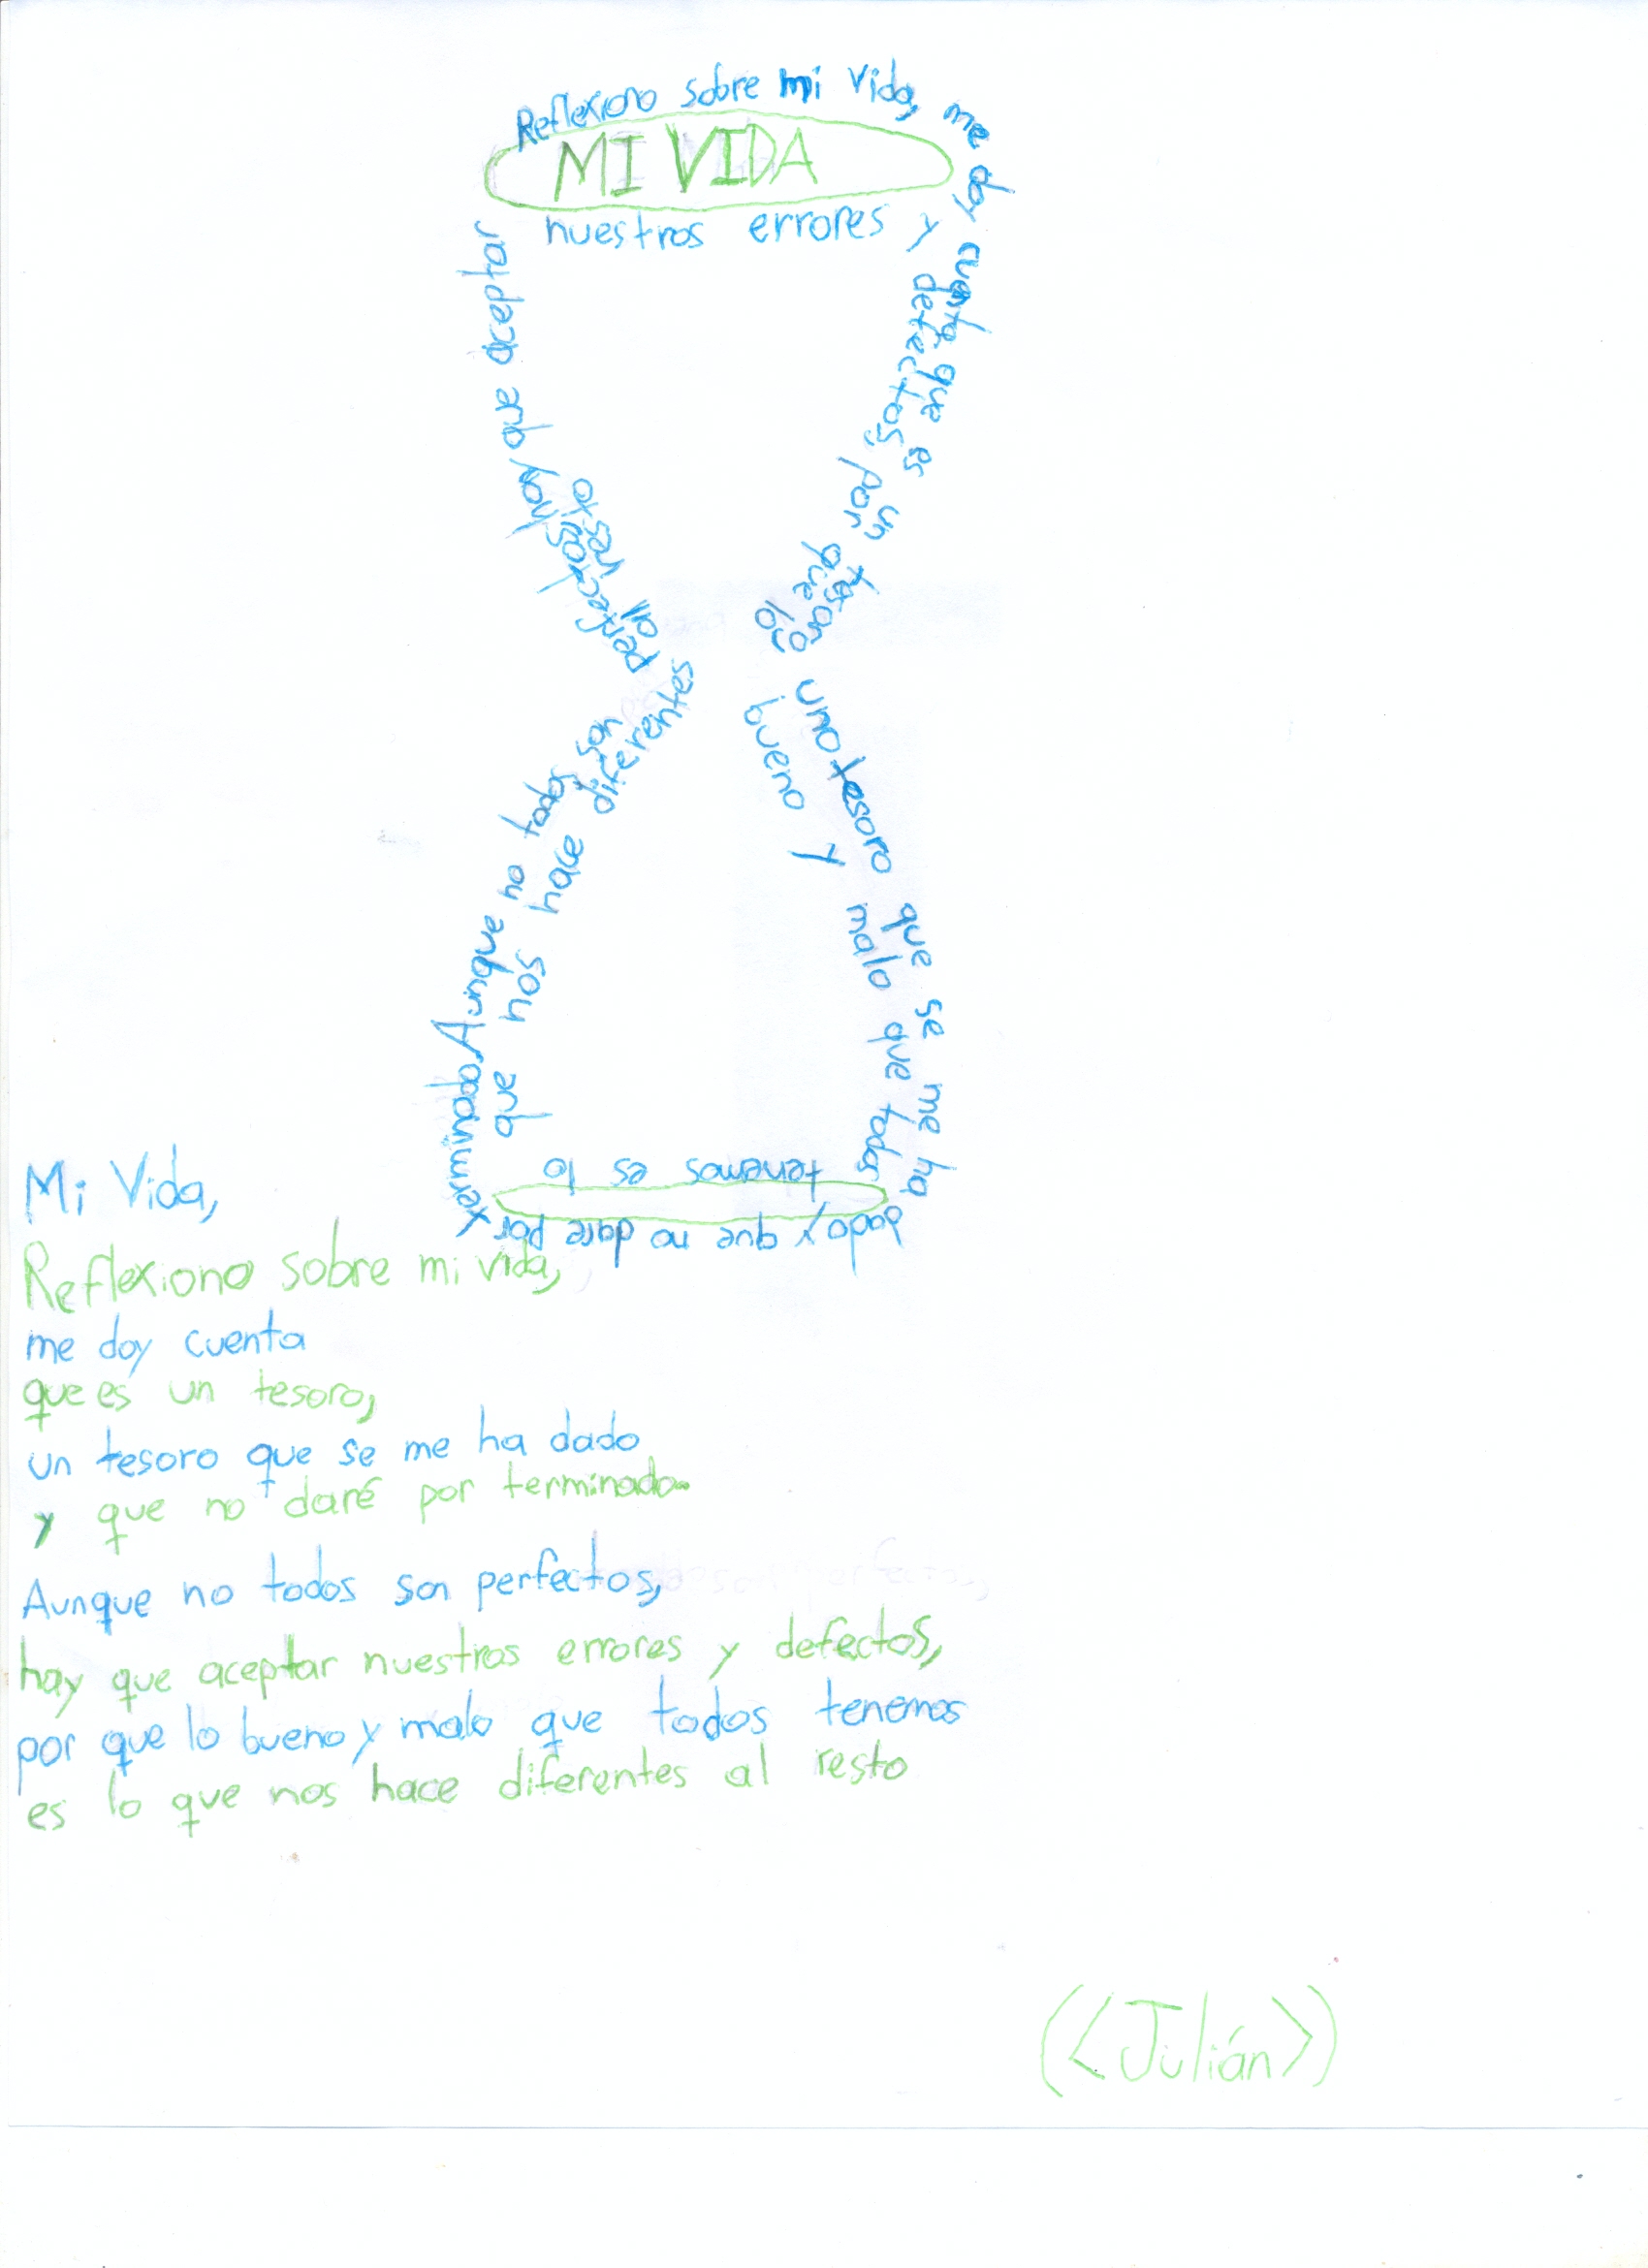 MI VIDA
Reflexiono sobre mi vida, me doy cuenta que es un tesoro uno tesoro que se me ha dado y que no daré por terminado. Aunque no todos son perfectos, hay que aceptar nuestros errores y defectos, por que lo bueno y malo que todos tenemos es lo que nos hace diferentes al resto
Mi Vida,
Reflexiono sobre mi vida,
me doy cuenta
que es un tesoro,
un tesoro que se me ha dado
y que no daré por terminado.
Aunque no todos son perfectos,
hay que aceptar nuestros errores y defectos,
por que lo bueno y malo que todos tenemos
es lo que nos hace diferentes al resto
(<Julián>)